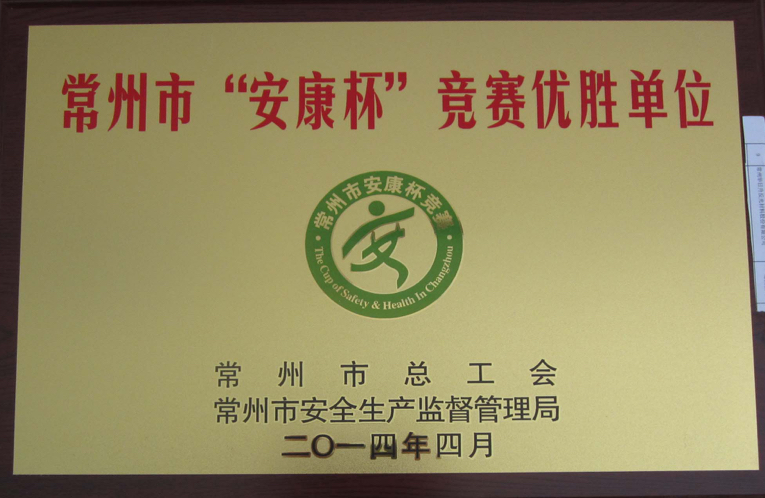 常州市“安康杯”竞赛优胜单位
常州市安康杯竞赛
The Cup of Safety & Health In Changzhou
常州市总工会
常州市安全生产监督管理局
二〇一四年四月